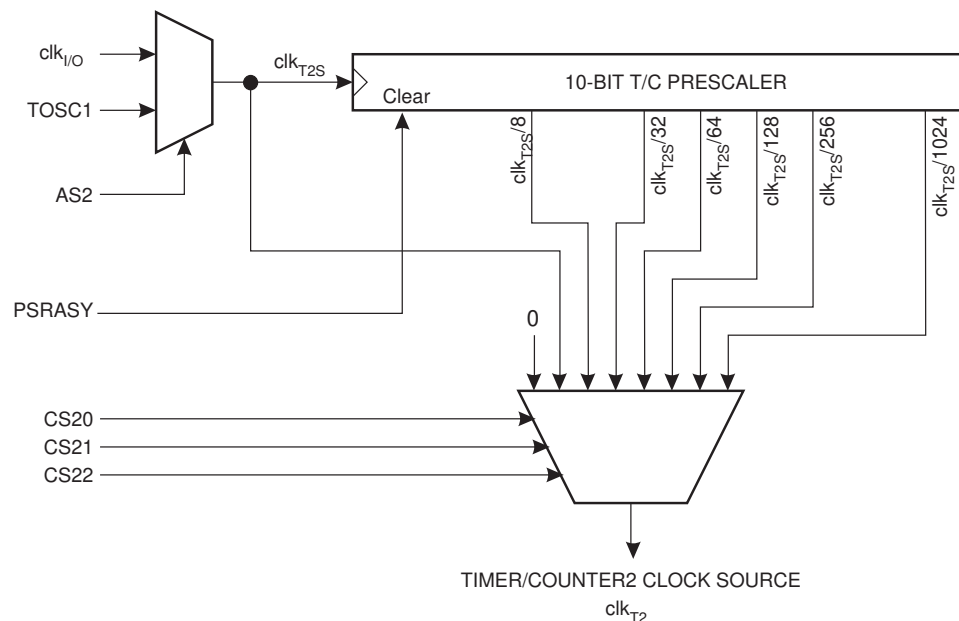 clkI/O
clkT2S
10-BIT T/C PRESCALER
TOSC1
Clear
clkT2S/8
clkT2S/32
clkT2S/64
clkT2S/128
clkT2S/256
clkT2S/1024
AS2
PSRASY
0
CS20
CS21
CS22
TIMER/COUNTER2 CLOCK SOURCE
clkT2